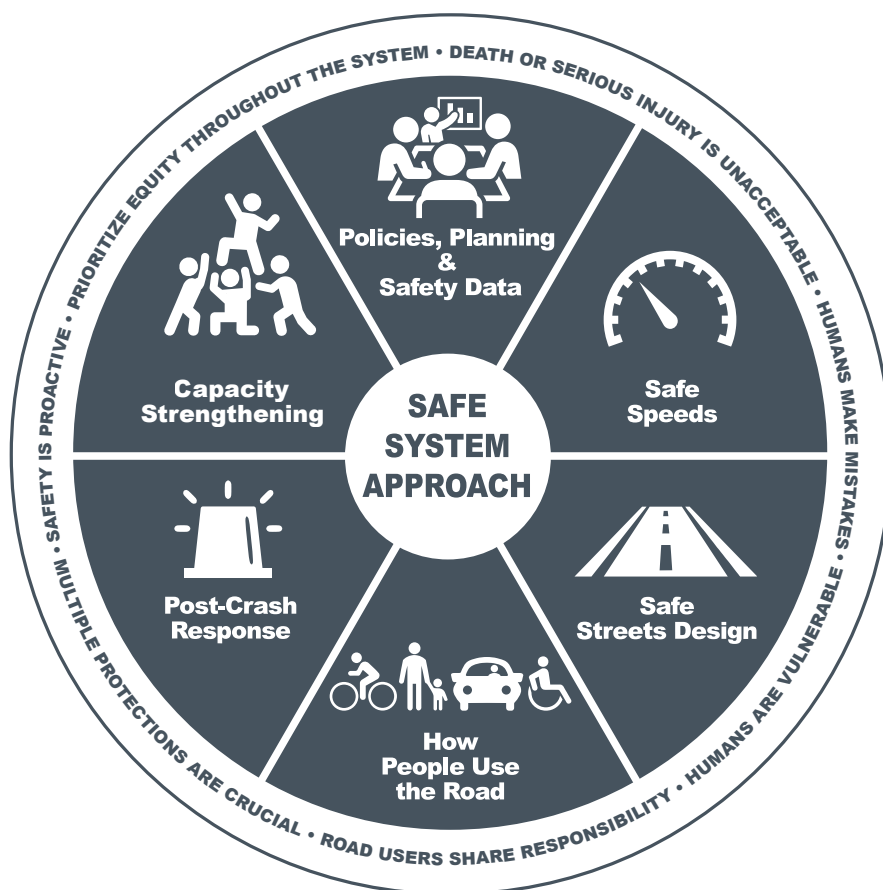 PRIORITIZE EQUITY THROUGHOUT THE SYSTEM • DEATH OR SERIOUS INJURY IS UNACCEPTABLE • HUMANS MAKE MISTAKES • HUMANS ARE VULNERABLE • ROAD USERS SHARE RESPONSIBILITY • MULTIPLE PROTECTIONS ARE CRUCIAL • SAFETY IS PROACTIVE •
Policies, Planning
&
Safety Data
Safe
Speeds
Safe
Streets Design
How
People Use
the Road
Post-Crash
Response
Capacity
Strengthening
SAFE
SYSTEM
APPROACH